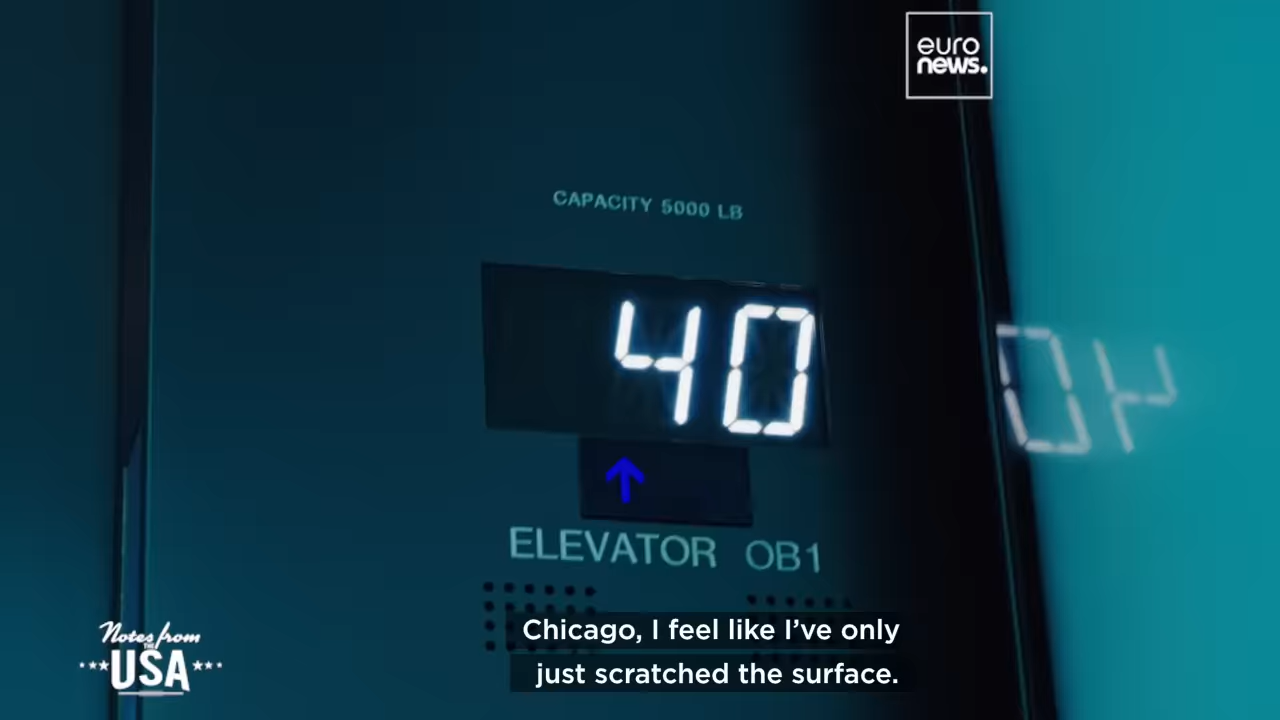 euro
news.
CAPACITY 5000 LB
40
ELEVATOR OB1
Chicago, I feel like I've only
just scratched the surface.
Notes from
THE
USA